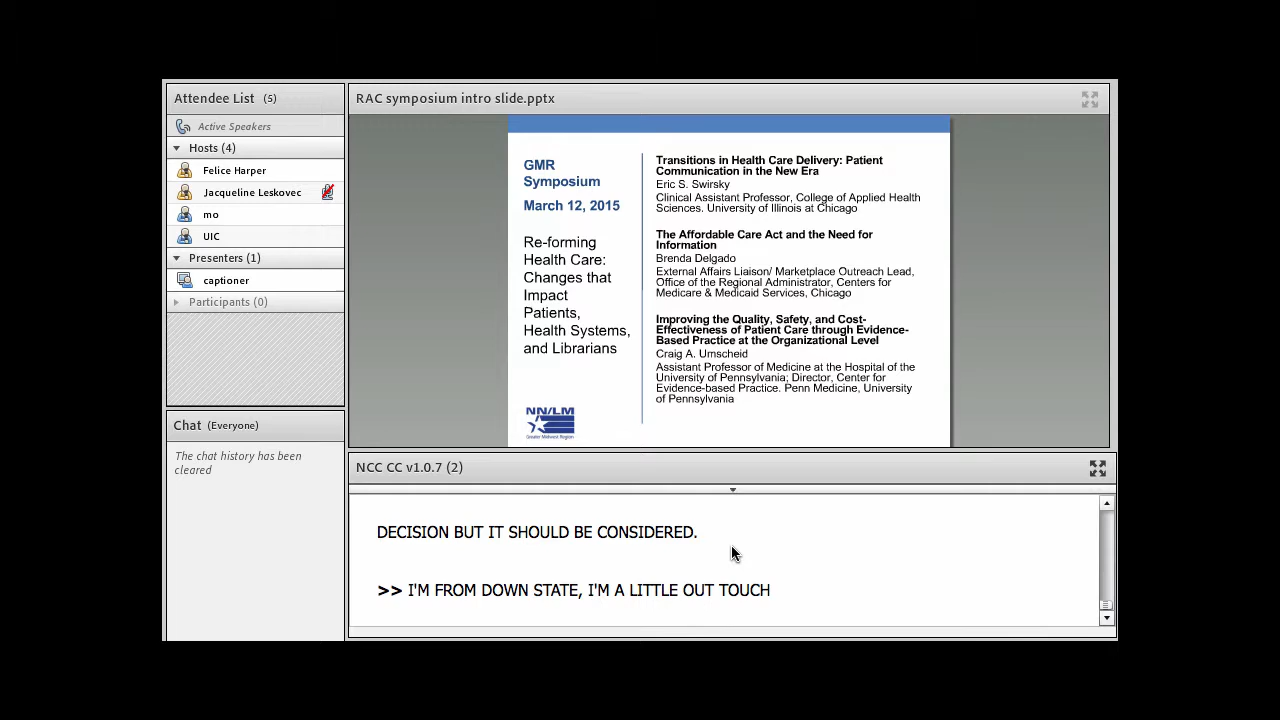 Attendee List (5)
Active Speakers
Hosts (4)
Felice Harper
Jacqueline Leskovec
mo
UIC
Presenters (1)
captioner
Participants (0)
Chat (Everyone)
The chat history has been
cleared
RAC symposium intro slide.pptx
GMR
Symposium
March 12, 2015
Re-forming
Health Care:
Changes that
Impact
Patients,
Health Systems,
and Librarians
NN/LM
Greater Midwest Region
Transitions in Health Care Delivery: Patient
Communication in the New Era
Eric S. Swirsky
Clinical Assistant Professor, College of Applied Health
Sciences. University of Illinois at Chicago
The Affordable Care Act and the Need for
Information
Brenda Delgado
External Affairs Liaison/ Marketplace Outreach Lead,
Office of the Regional Administrator, Centers for
Medicare & Medicaid Services, Chicago
Improving the Quality, Safety, and Cost-
Effectiveness of Patient Care through Evidence-
Based Practice at the Organizational Level
Craig A. Umscheid
Assistant Professor of Medicine at the Hospital of the
University of Pennsylvania; Director, Center for
Evidence-based Practice. Penn Medicine, University
of Pennsylvania
NCC CC v1.0.7 (2)
DECISION BUT IT SHOULD BE CONSIDERED.
>> I'M FROM DOWN STATE, I'M A LITTLE OUT TOUCH